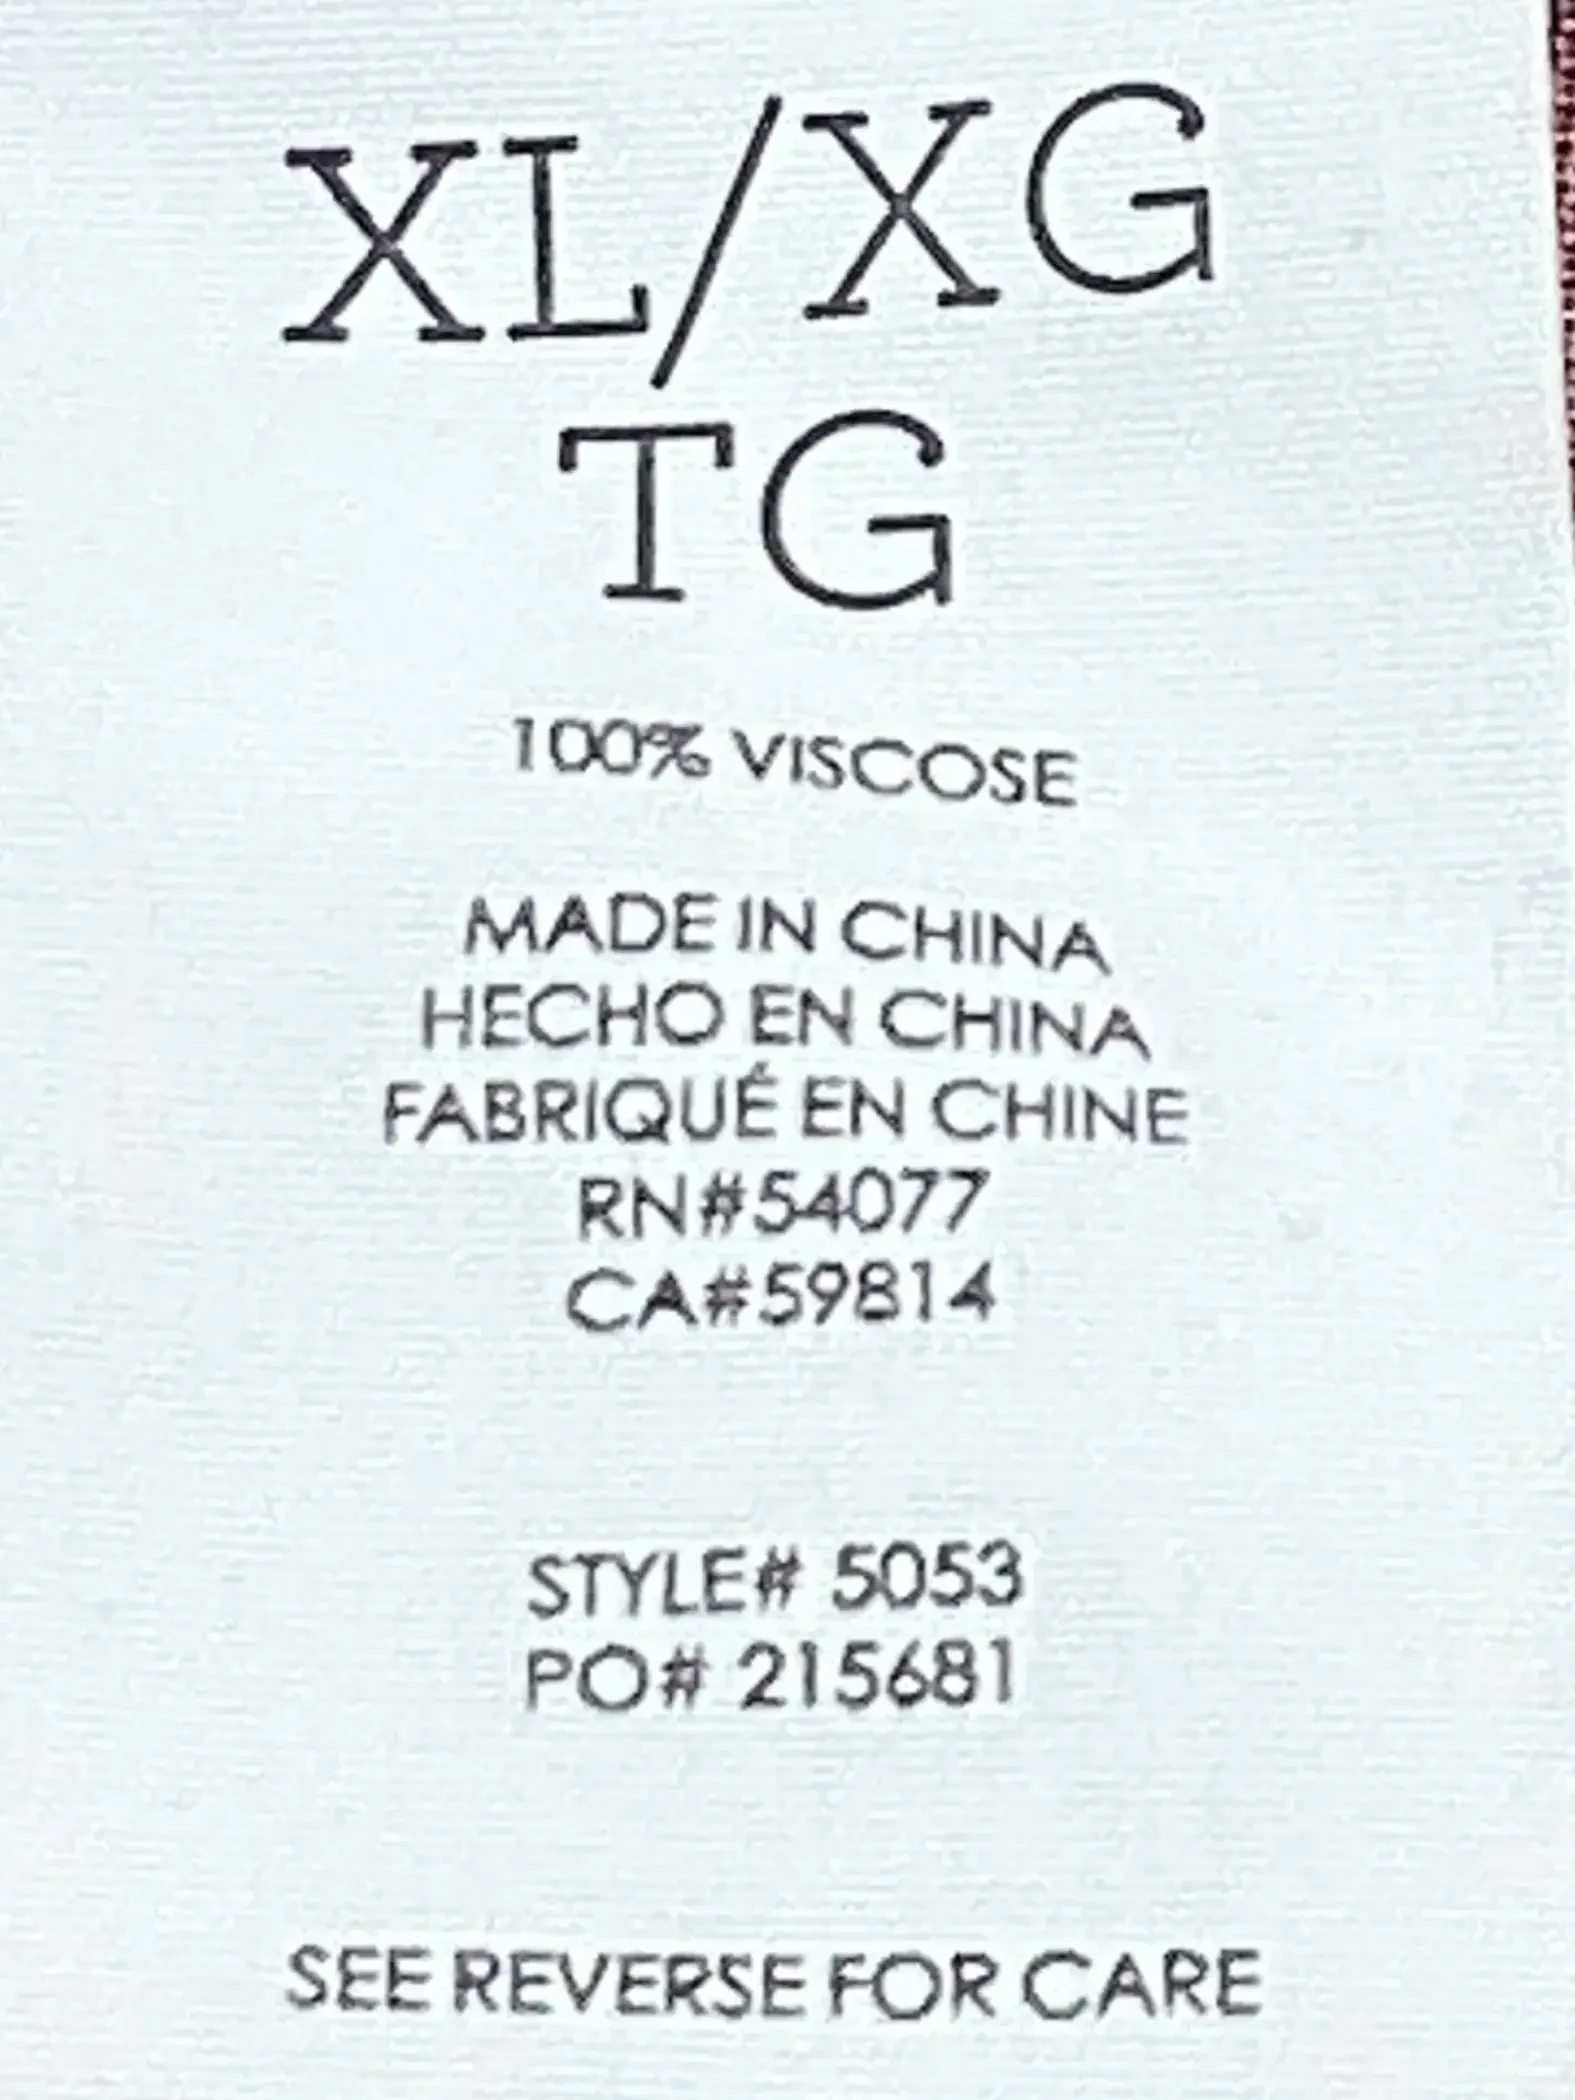 XL/XG
TG
100% VISCOSE
MADE IN CHINA
HECHO EN CHINA
FABRIQUÉ EN CHINE
RN#54077
CA#59814
STYLE# 5053
PO# 215681
SEE REVERSE FOR CARE